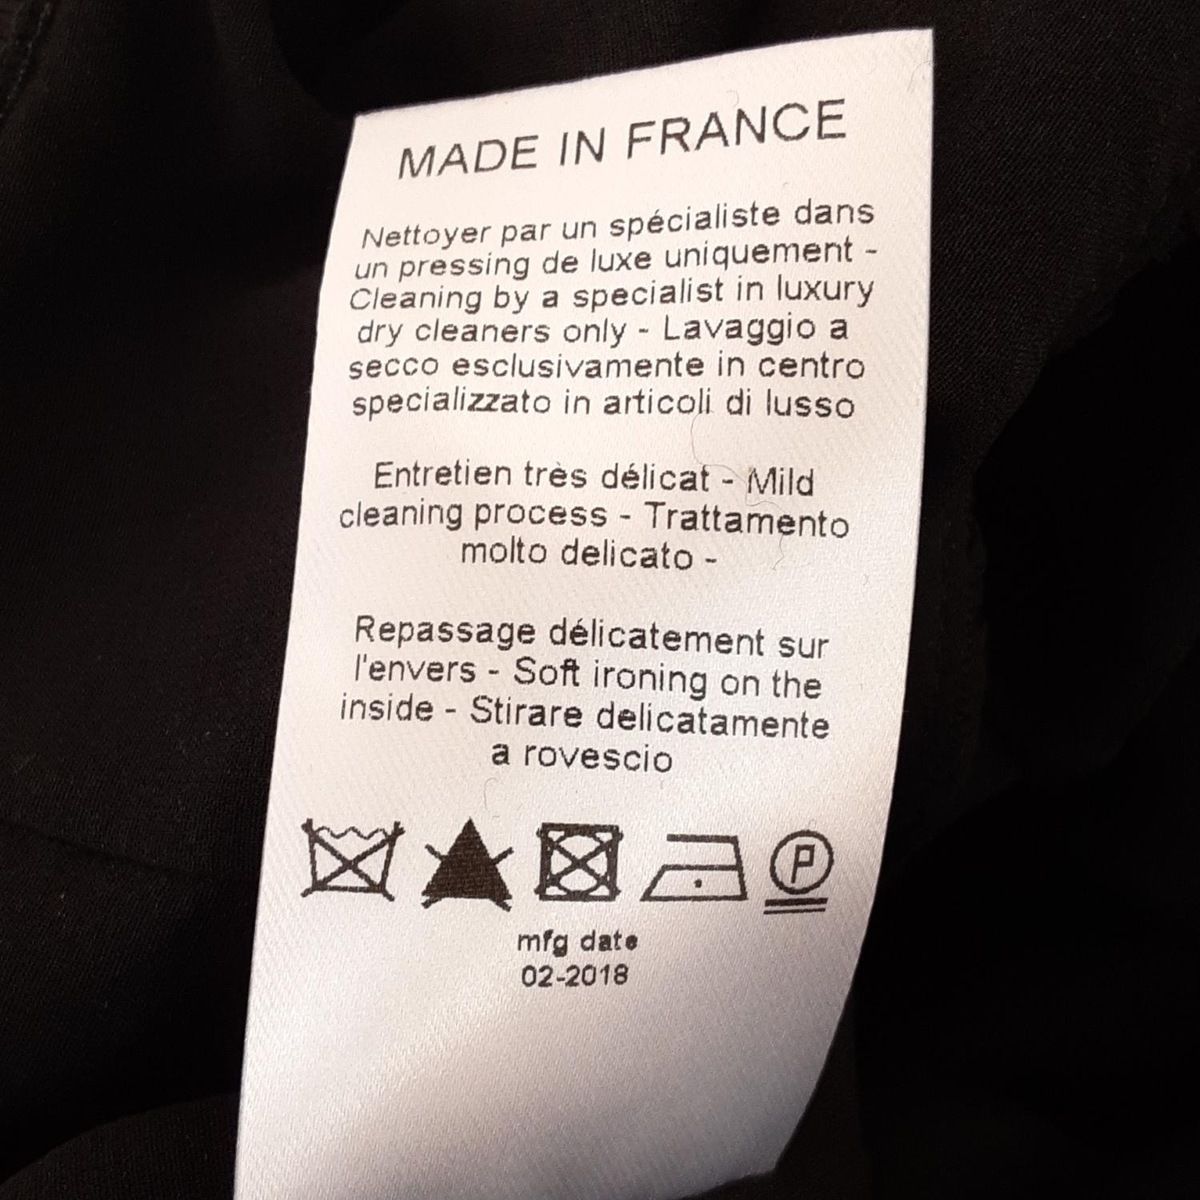 MADE IN FRANCE
Nettoyer par un spécialiste dans
un pressing de luxe uniquement -
Cleaning by a specialist in luxury
dry cleaners only - Lavaggio a
secco esclusivamente in centro
specializzato in articoli di lusso
Entretien très délicat - Mild
cleaning process - Trattamento
molto delicato -
Repassage délicatement sur
l'envers - Soft ironing on the
inside - Stirare delicatamente
a rovescio
P
mfg date
02-2018